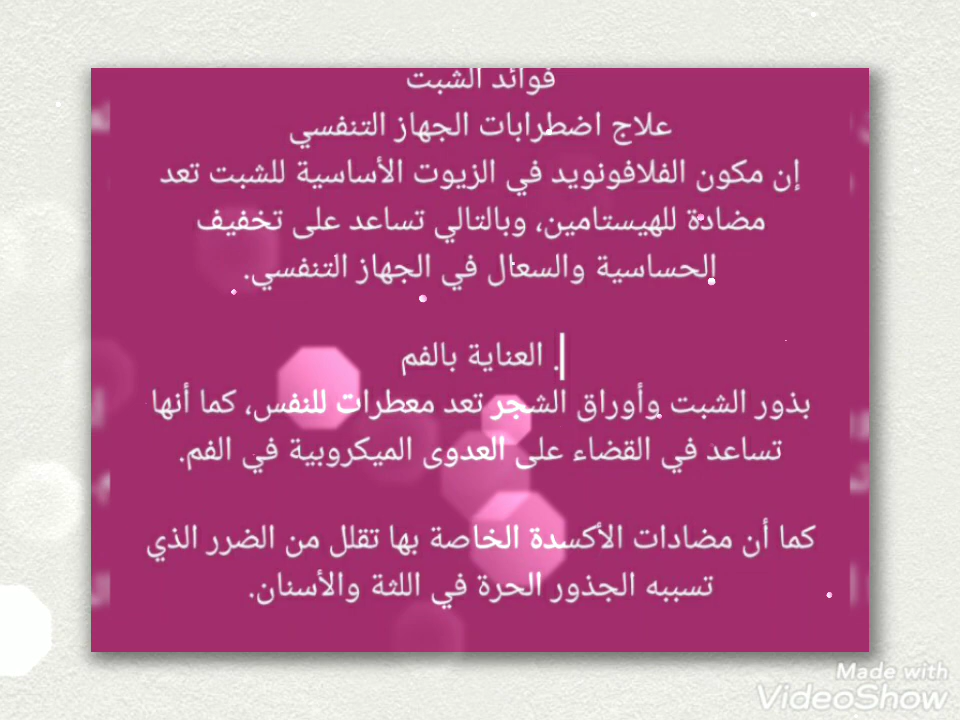 فوائد الشبت
علاج اضطرابات الجهاز التنفسي
إن مكون الفلافونويد في الزيوت الأساسية للشبت تعد
مضادة للهيستامين، وبالتالي تساعد على تخفيف
الحساسية والسعال في الجهاز التنفسي.
. العناية بالفم
بذور الشبت وأوراق الشجر تعد معطرات للنفس، كما أنها
تساعد في القضاء على العدوى الميكروبية في الفم.
كما أن مضادات الأكسدة الخاصة بها تقلل من الضرر الذي
تسببه الجذور الحرة في اللثة والأسنان.
Made with
VideoShow